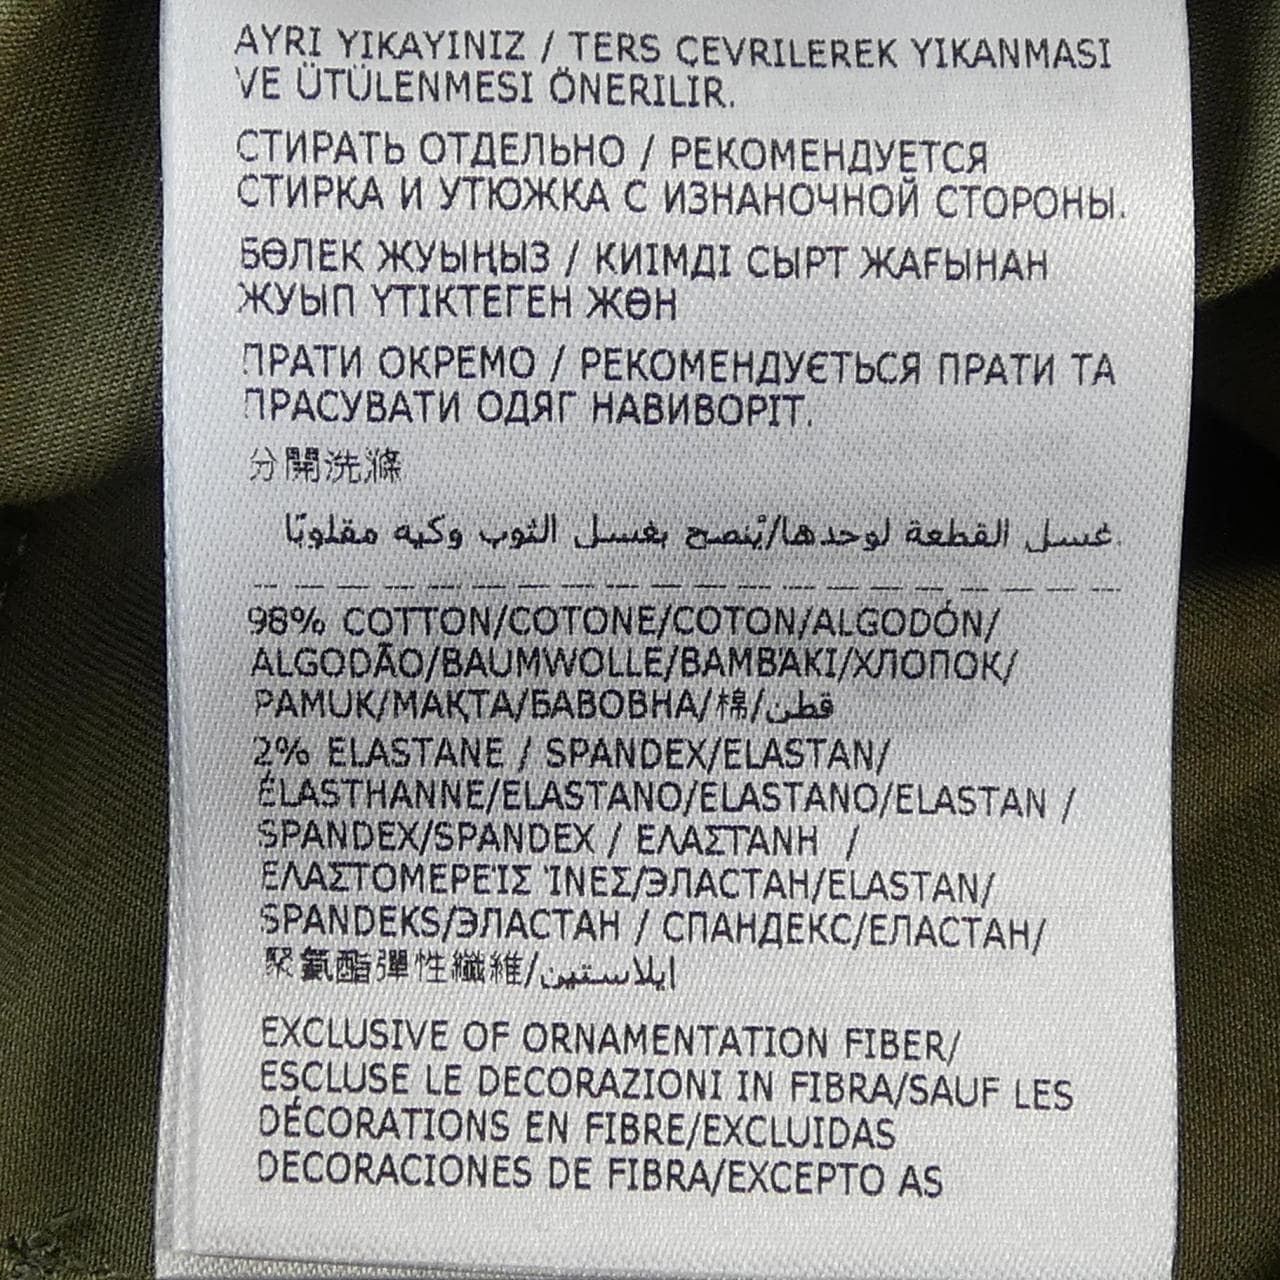 AYRI YIKAYINIZ / TERS ÇEVRİLEREK YIKANMASI
VE ÜTÜLENMESI ÖNERILIR.
СТИРАТЬ ОТДЕЛЬНО / РЕКОМЕНДУЕТСЯ
СТИРКА И УТЮЖКА С ИЗНАНОЧНОЙ СТОРОНЫ.
БӨЛЕК ЖУЫҢЫЗ / КИІМДІ СЫРТ ЖАҒЫНАН
ЖУЫП ҮТІКТЕГЕН ЖӨН
ПРАТИ ОКРЕМО / РЕКОМЕНДУЄТЬСЯ ПРАТИ ТА
ПРАСУВАТИ ОДЯГ НАВИВОРІТ.
分開洗滌
غسل القطعة لوحدها/يُنصح بغسل الثوب وكيه مقلوبًا.
98% COTTON/COTONE/COTON/ALGODÓN/
ALGODÃO/BAUMWOLLE/ΒΑΜΒΆΚΙ/ХЛОПОК/
PAMUK/МАҚТА/БАВОВНА/棉/قطن
2% ELASTANE / SPANDEX/ELASTAN/
ÉLASTHANNE/ELASTANO/ELASTANO/ELASTAN /
SPANDEX/SPANDEX / ΕΛΑΣΤΑΝΗ /
ΕΛΑΣΤΟΜΕΡΕΊΣ ΊΝΕΣ/ЭЛАСТАН/ELASTAN/
SPANDEKS/ЭЛАСТАН / СПАНДЕКС/ЕЛАСТАН/
聚氨酯彈性纖維/ايلاستين
EXCLUSIVE OF ORNAMENTATION FIBER/
ESCLUSE LE DECORAZIONI IN FIBRA/SAUF LES
DÉCORATIONS EN FIBRE/EXCLUIDAS
DECORACIONES DE FIBRA/EXCEPTO AS